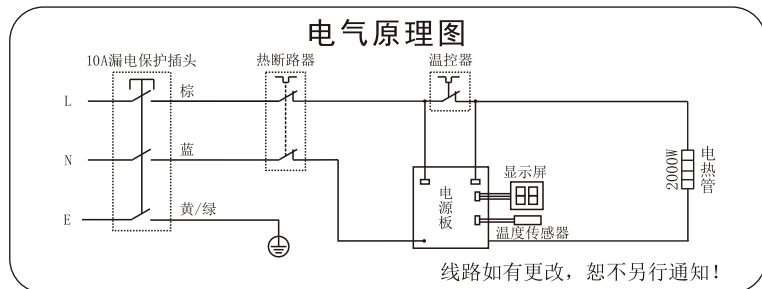 电气原理图
10A漏电保护插头
热断路器
温控器
L
棕
N
蓝
E
黄/绿
电源板
显示屏
温度传感器
2000W
电热管
线路如有更改，恕不另行通知！